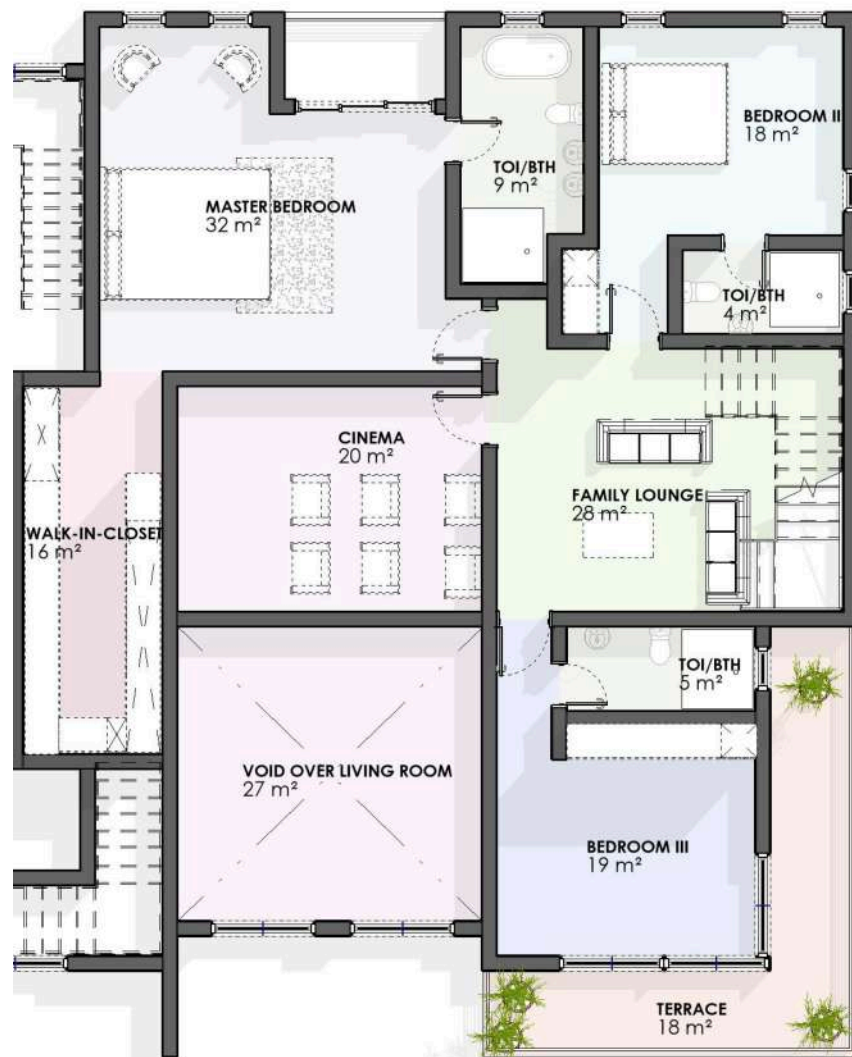 BEDROOM II
18 m²
TOI/BTH
9 m²
MASTER BEDROOM
32 m²
TOI/BTH
4 m²
CINEMA
20 m²
FAMILY LOUNGE
28 m²
WALK-IN-CLOSET
16 m²
TOI/BTH
5 m²
VOID OVER LIVING ROOM
27 m²
BEDROOM III
19 m²
TERRACE
18 m²